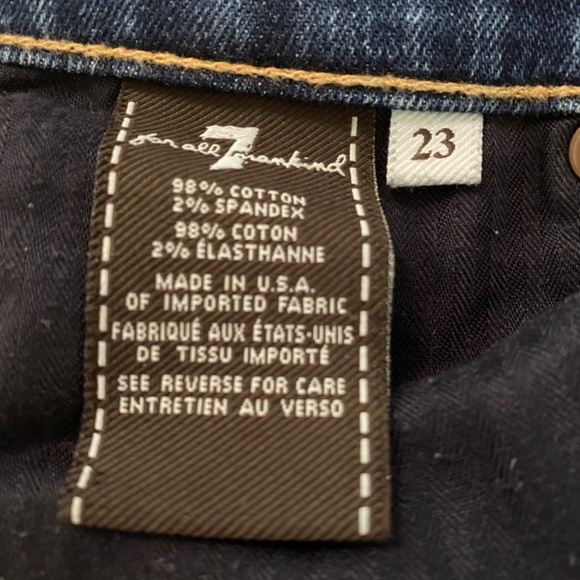 7
for all mankind
98% COTTON
2% SPANDEX
98% COTON
2% ÉLASTHANNE
MADE IN U.S.A.
OF IMPORTED FABRIC
FABRIQUÉ AUX ÉTATS-UNIS
DE TISSU IMPORTÉ
SEE REVERSE FOR CARE
ENTRETIEN AU VERSO
23